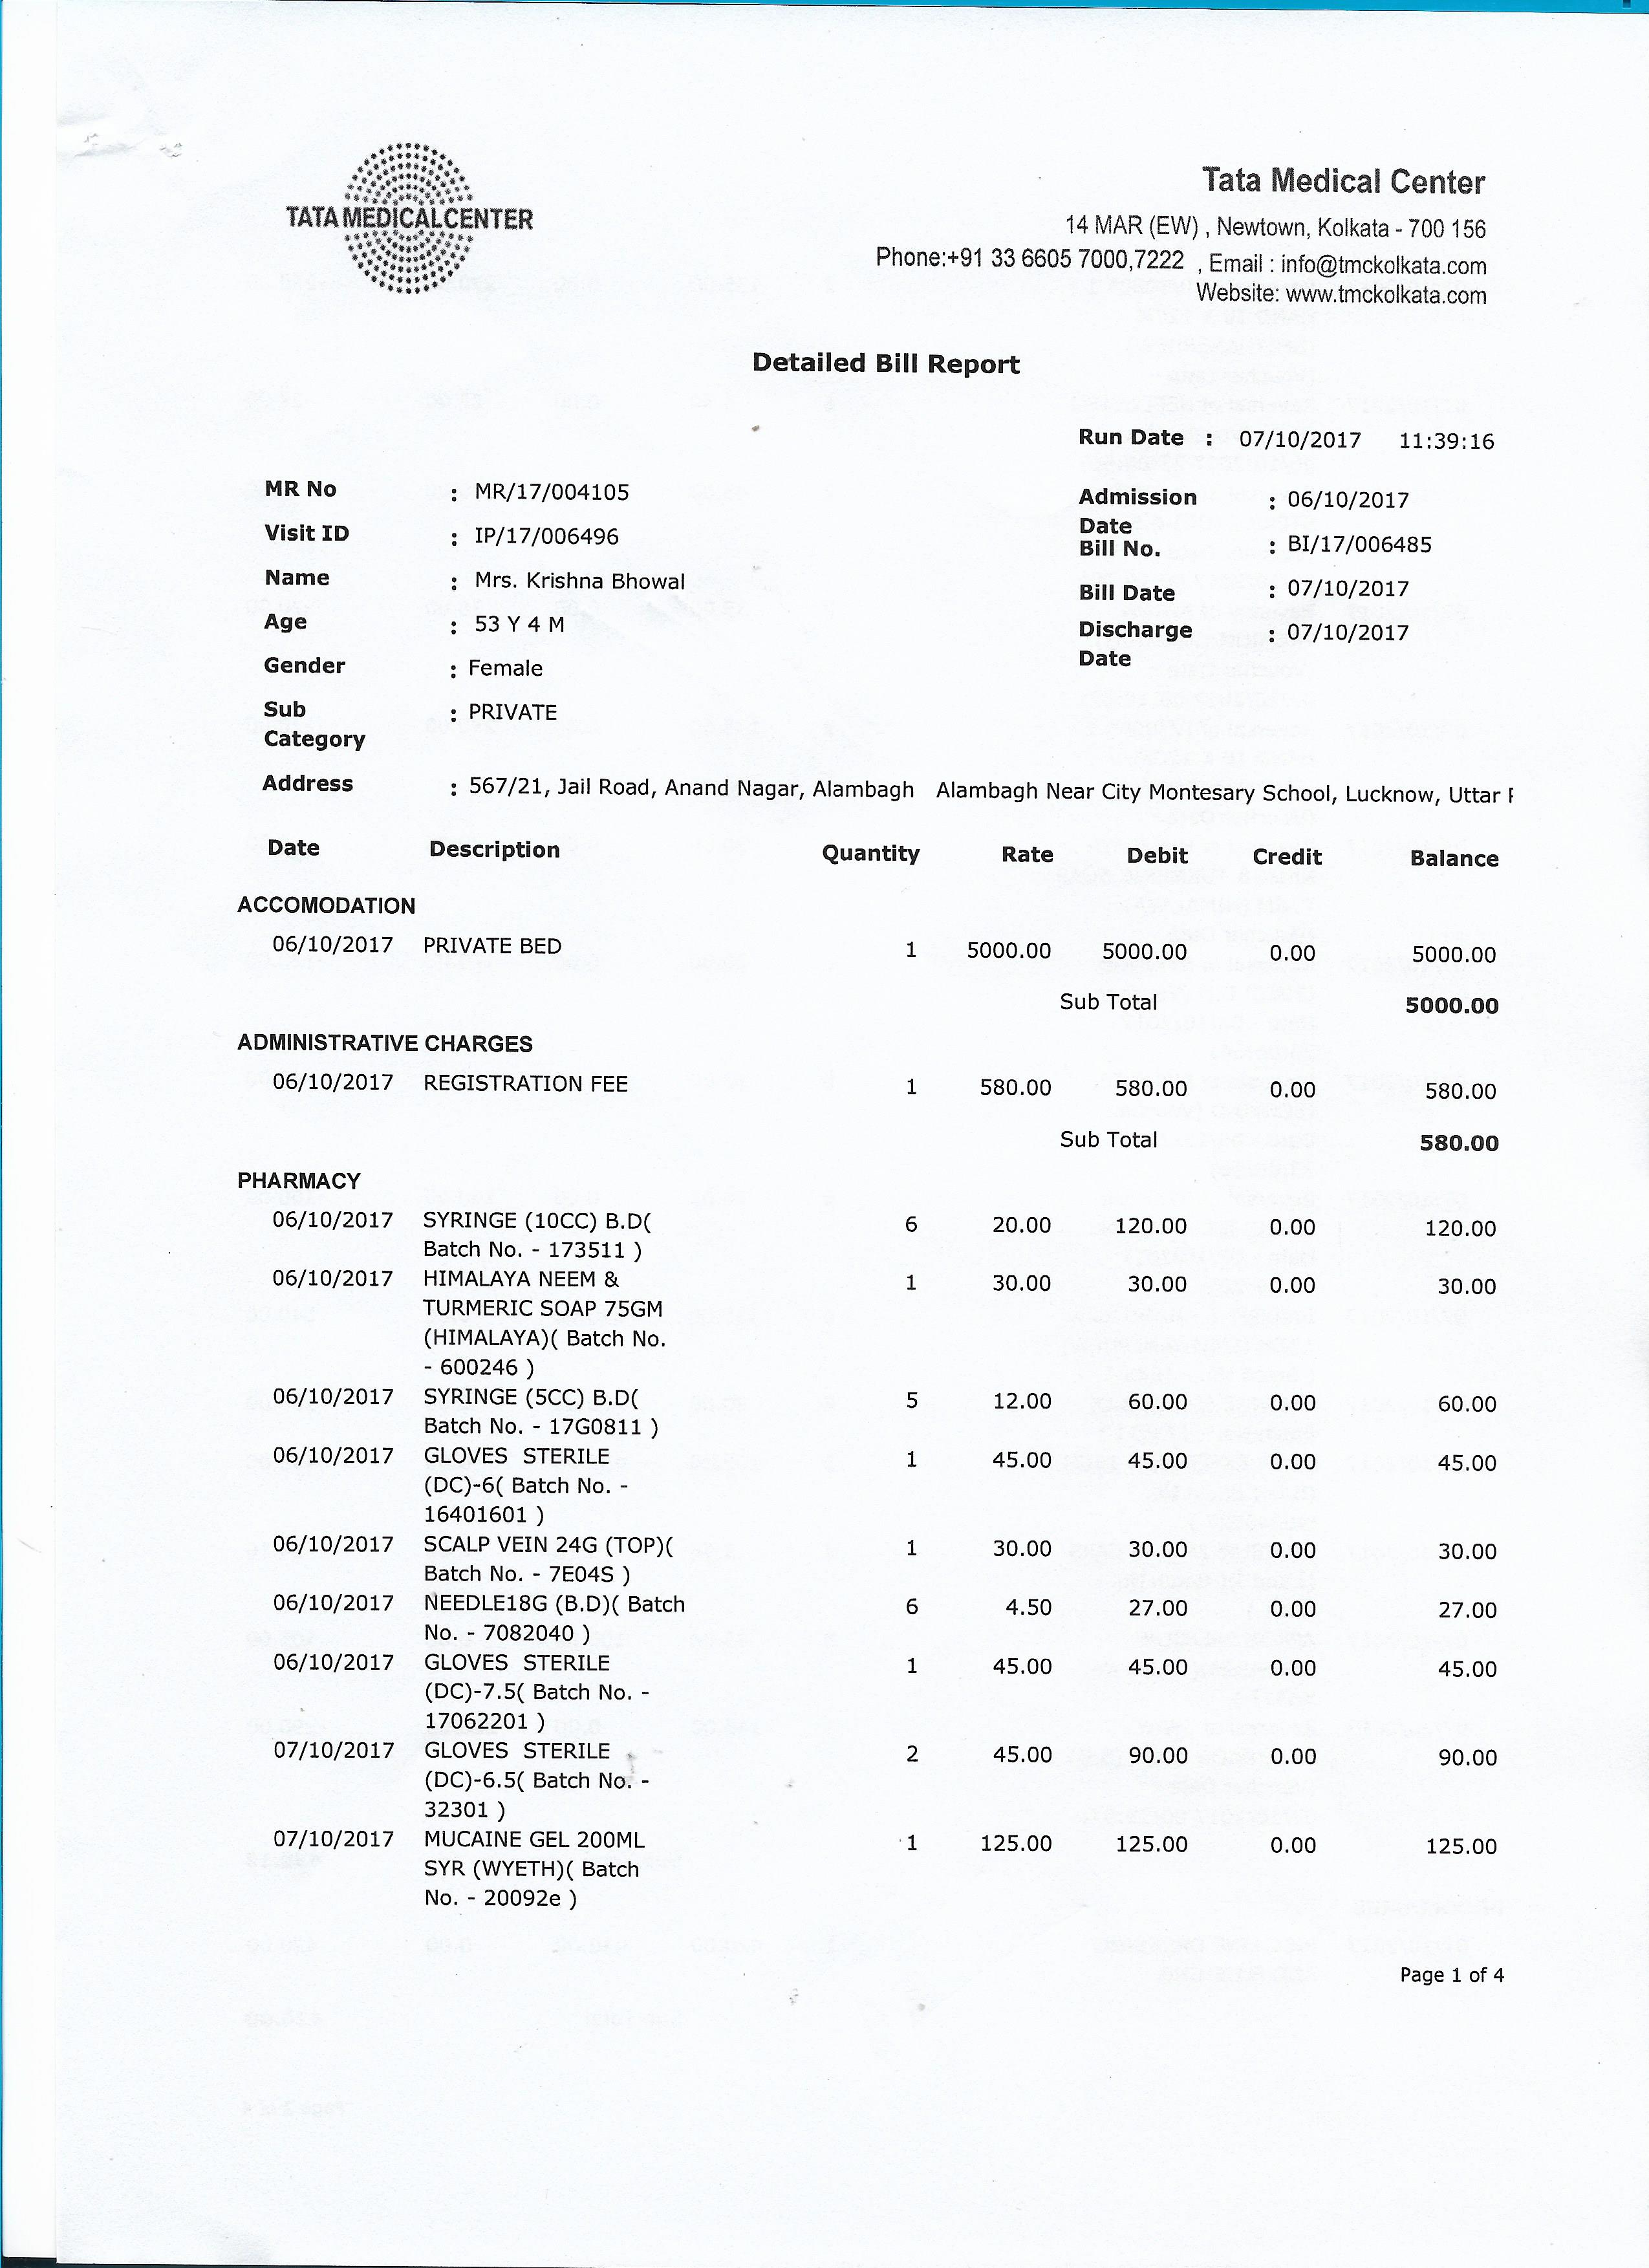 TATA MEDICAL CENTER
Tata Medical Center
14 MAR (EW) , Newtown, Kolkata - 700 156
Phone:+91 33 6605 7000,7222 , Email : info@tmckolkata.com
Website: www.tmckolkata.com
Detailed Bill Report
Run Date : 07/10/2017 11:39:16
MR No : MR/17/004105
Visit ID : IP/17/006496
Name : Mrs. Krishna Bhowal
Age : 53 Y 4 M
Gender : Female
Sub : PRIVATE
Category
Admission : 06/10/2017
Date
Bill No. : BI/17/006485
Bill Date : 07/10/2017
Discharge : 07/10/2017
Date
Address : 567/21, Jail Road, Anand Nagar, Alambagh Alambagh Near City Montesary School, Lucknow, Uttar
Date Description Quantity Rate Debit Credit Balance
ACCOMODATION
06/10/2017 PRIVATE BED 1 5000.00 5000.00 0.00 5000.00
Sub Total 5000.00
ADMINISTRATIVE CHARGES
06/10/2017 REGISTRATION FEE 1 580.00 580.00 0.00 580.00
Sub Total 580.00
PHARMACY
06/10/2017 SYRINGE (10CC) B.D( 6 20.00 120.00 0.00 120.00
Batch No. - 173511 )
06/10/2017 HIMALAYA NEEM & 1 30.00 30.00 0.00 30.00
TURMERIC SOAP 75GM
(HIMALAYA)( Batch No.
- 600246 )
06/10/2017 SYRINGE (5CC) B.D( 5 12.00 60.00 0.00 60.00
Batch No. - 17G0811 )
06/10/2017 GLOVES STERILE 1 45.00 45.00 0.00 45.00
(DC)-6( Batch No. -
16401601 )
06/10/2017 SCALP VEIN 24G (TOP)( 1 30.00 30.00 0.00 30.00
Batch No. - 7E04S )
06/10/2017 NEEDLE18G (B.D)( Batch 6 4.50 27.00 0.00 27.00
No. - 7082040 )
06/10/2017 GLOVES STERILE 1 45.00 45.00 0.00 45.00
(DC)-7.5( Batch No. -
17062201 )
07/10/2017 GLOVES STERILE 2 45.00 90.00 0.00 90.00
(DC)-6.5( Batch No. -
32301 )
07/10/2017 MUCAINE GEL 200ML 1 125.00 125.00 0.00 125.00
SYR (WYETH)( Batch
No. - 20092e )
Page 1 of 4